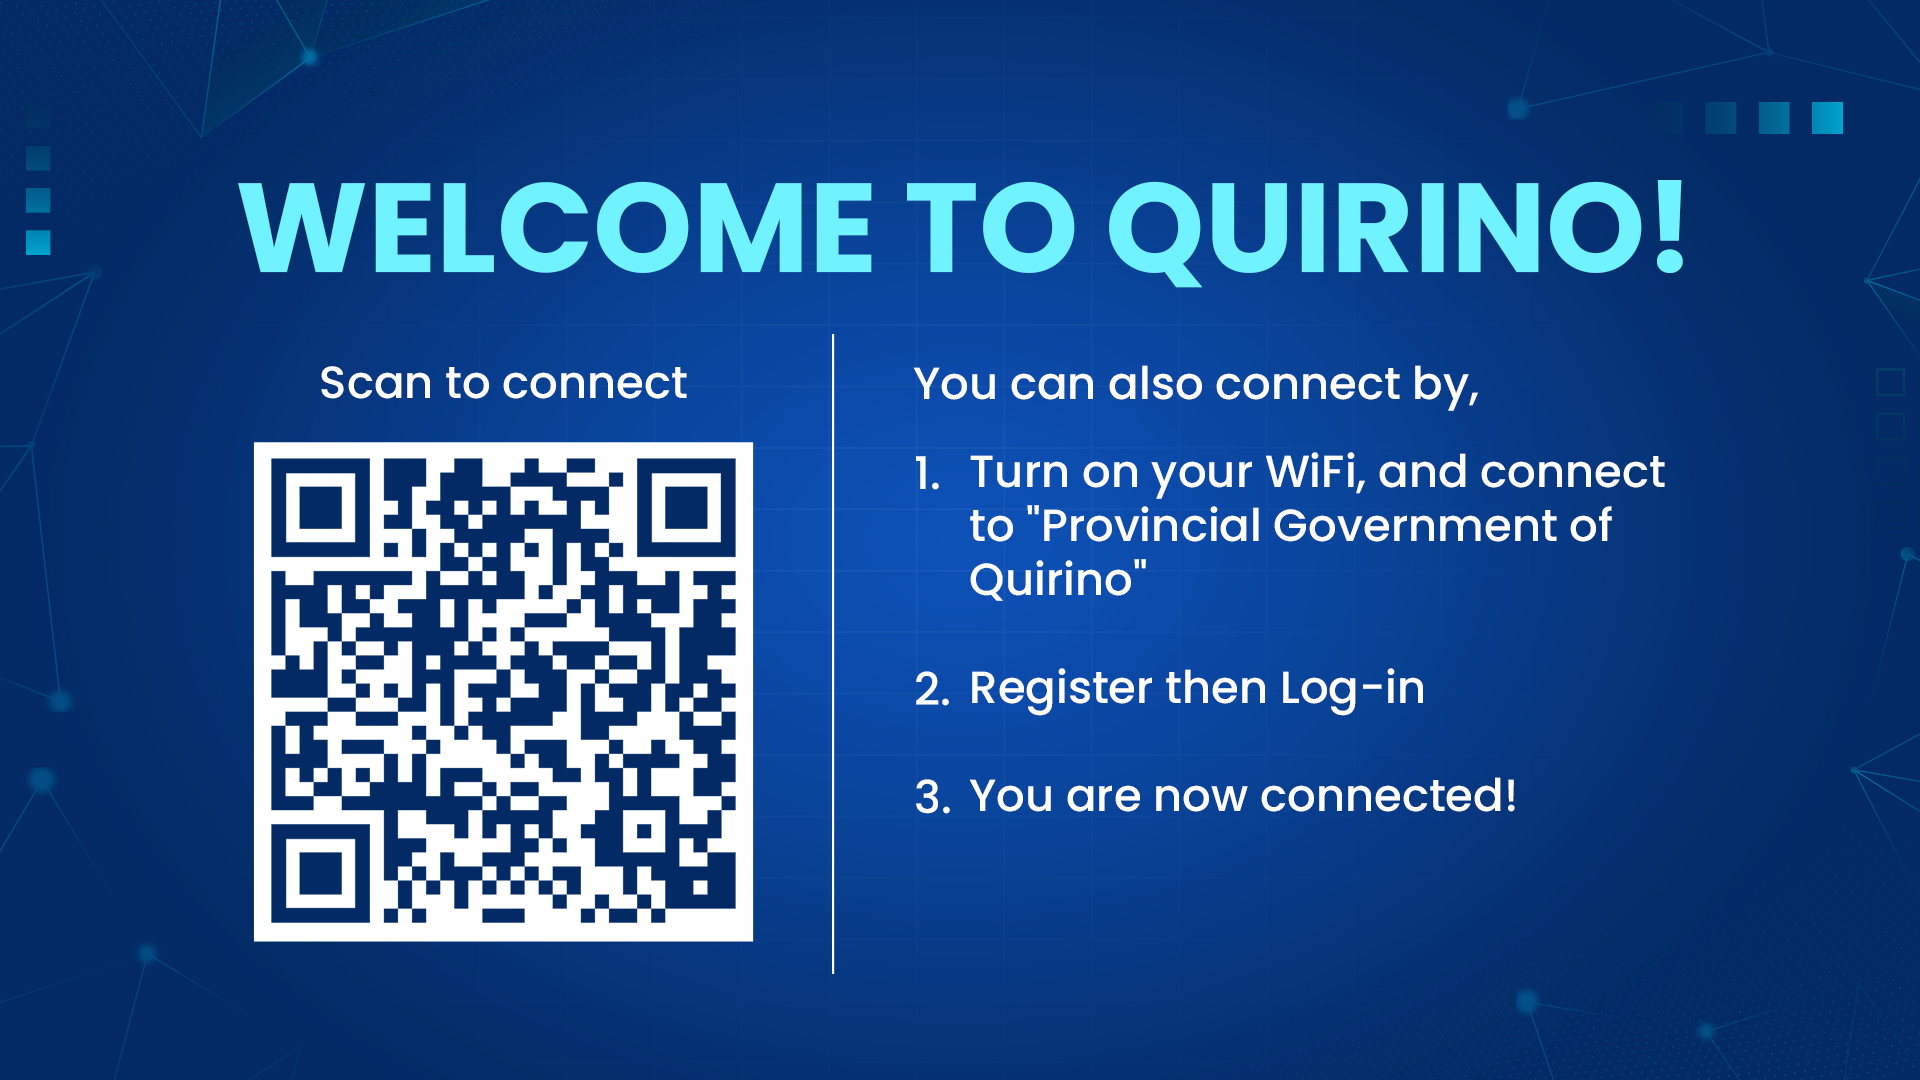 WELCOME TO QUIRINO!
Scan to connect
You can also connect by,
1. Turn on your WiFi, and connect
to "Provincial Government of
Quirino"
2. Register then Log-in
3. You are now connected!